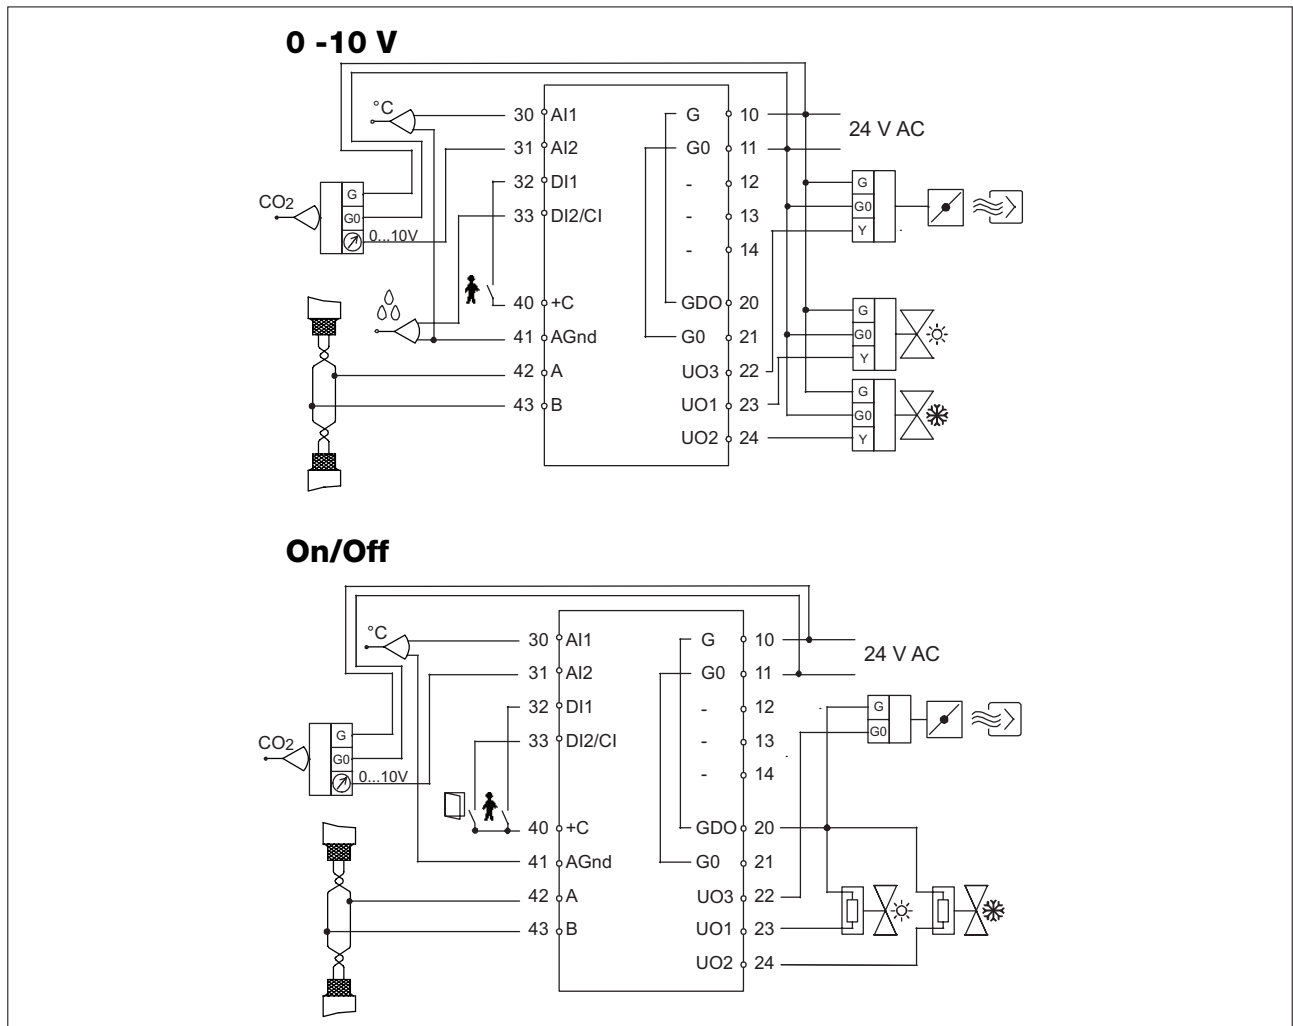 0 -10 V
°C
30 AI1 G 10
24 V AC
31 AI2 G0 11
32 DI1 - 12
G
CO2
G
33 DI2/CI - 13
G0
G0
0...10V
Y
- 14
40 +C GDO 20
G
41 AGnd G0 21
G0
Y
42 A UO3 22
G
43 B UO1 23
G0
UO2 24
Y
On/Off
°C
30 AI1 G 10
24 V AC
31 AI2 G0 11
32 DI1 - 12
G
G0
CO2
G
33 DI2/CI - 13
G0
0...10V
- 14
40 +C GDO 20
41 AGnd G0 21
42 A UO3 22
43 B UO1 23
UO2 24